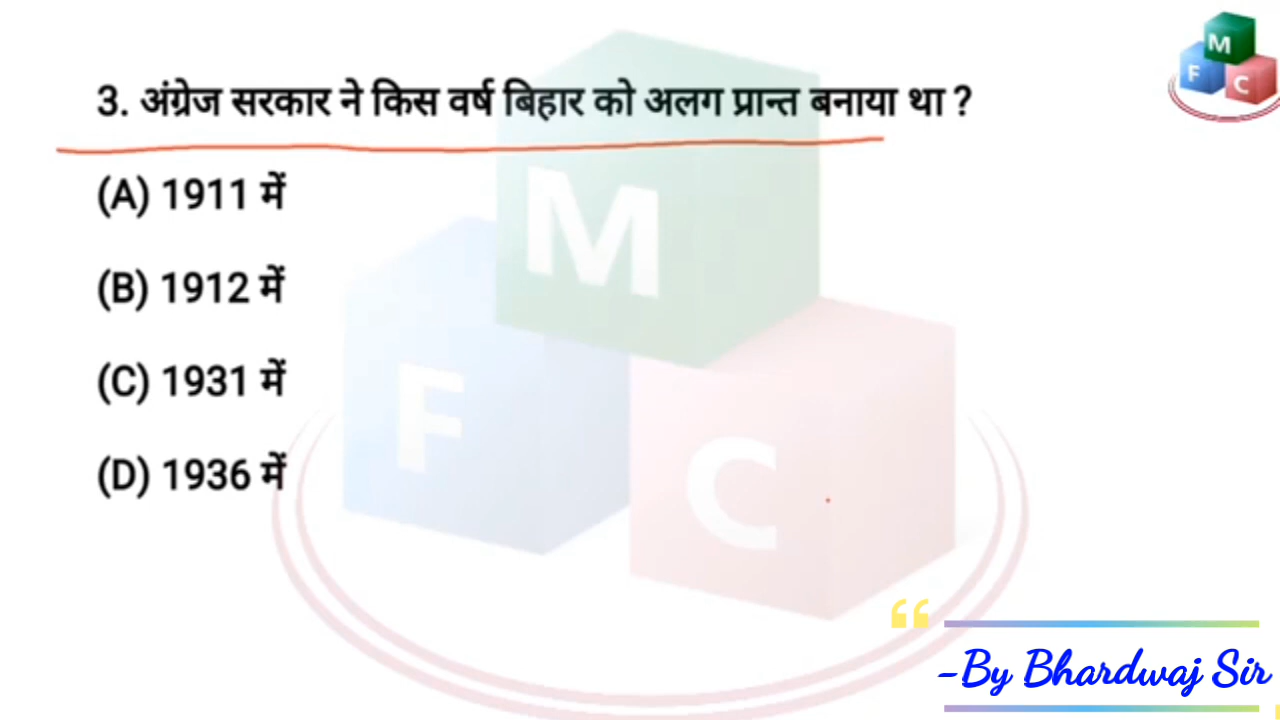 3. अंग्रेज सरकार ने किस वर्ष बिहार को अलग प्रान्त बनाया था ?
(A) 1911 में
(B) 1912 में
(C) 1931 में
(D) 1936 में
M
F C
M
F
C
“
-By Bhardwaj Sir